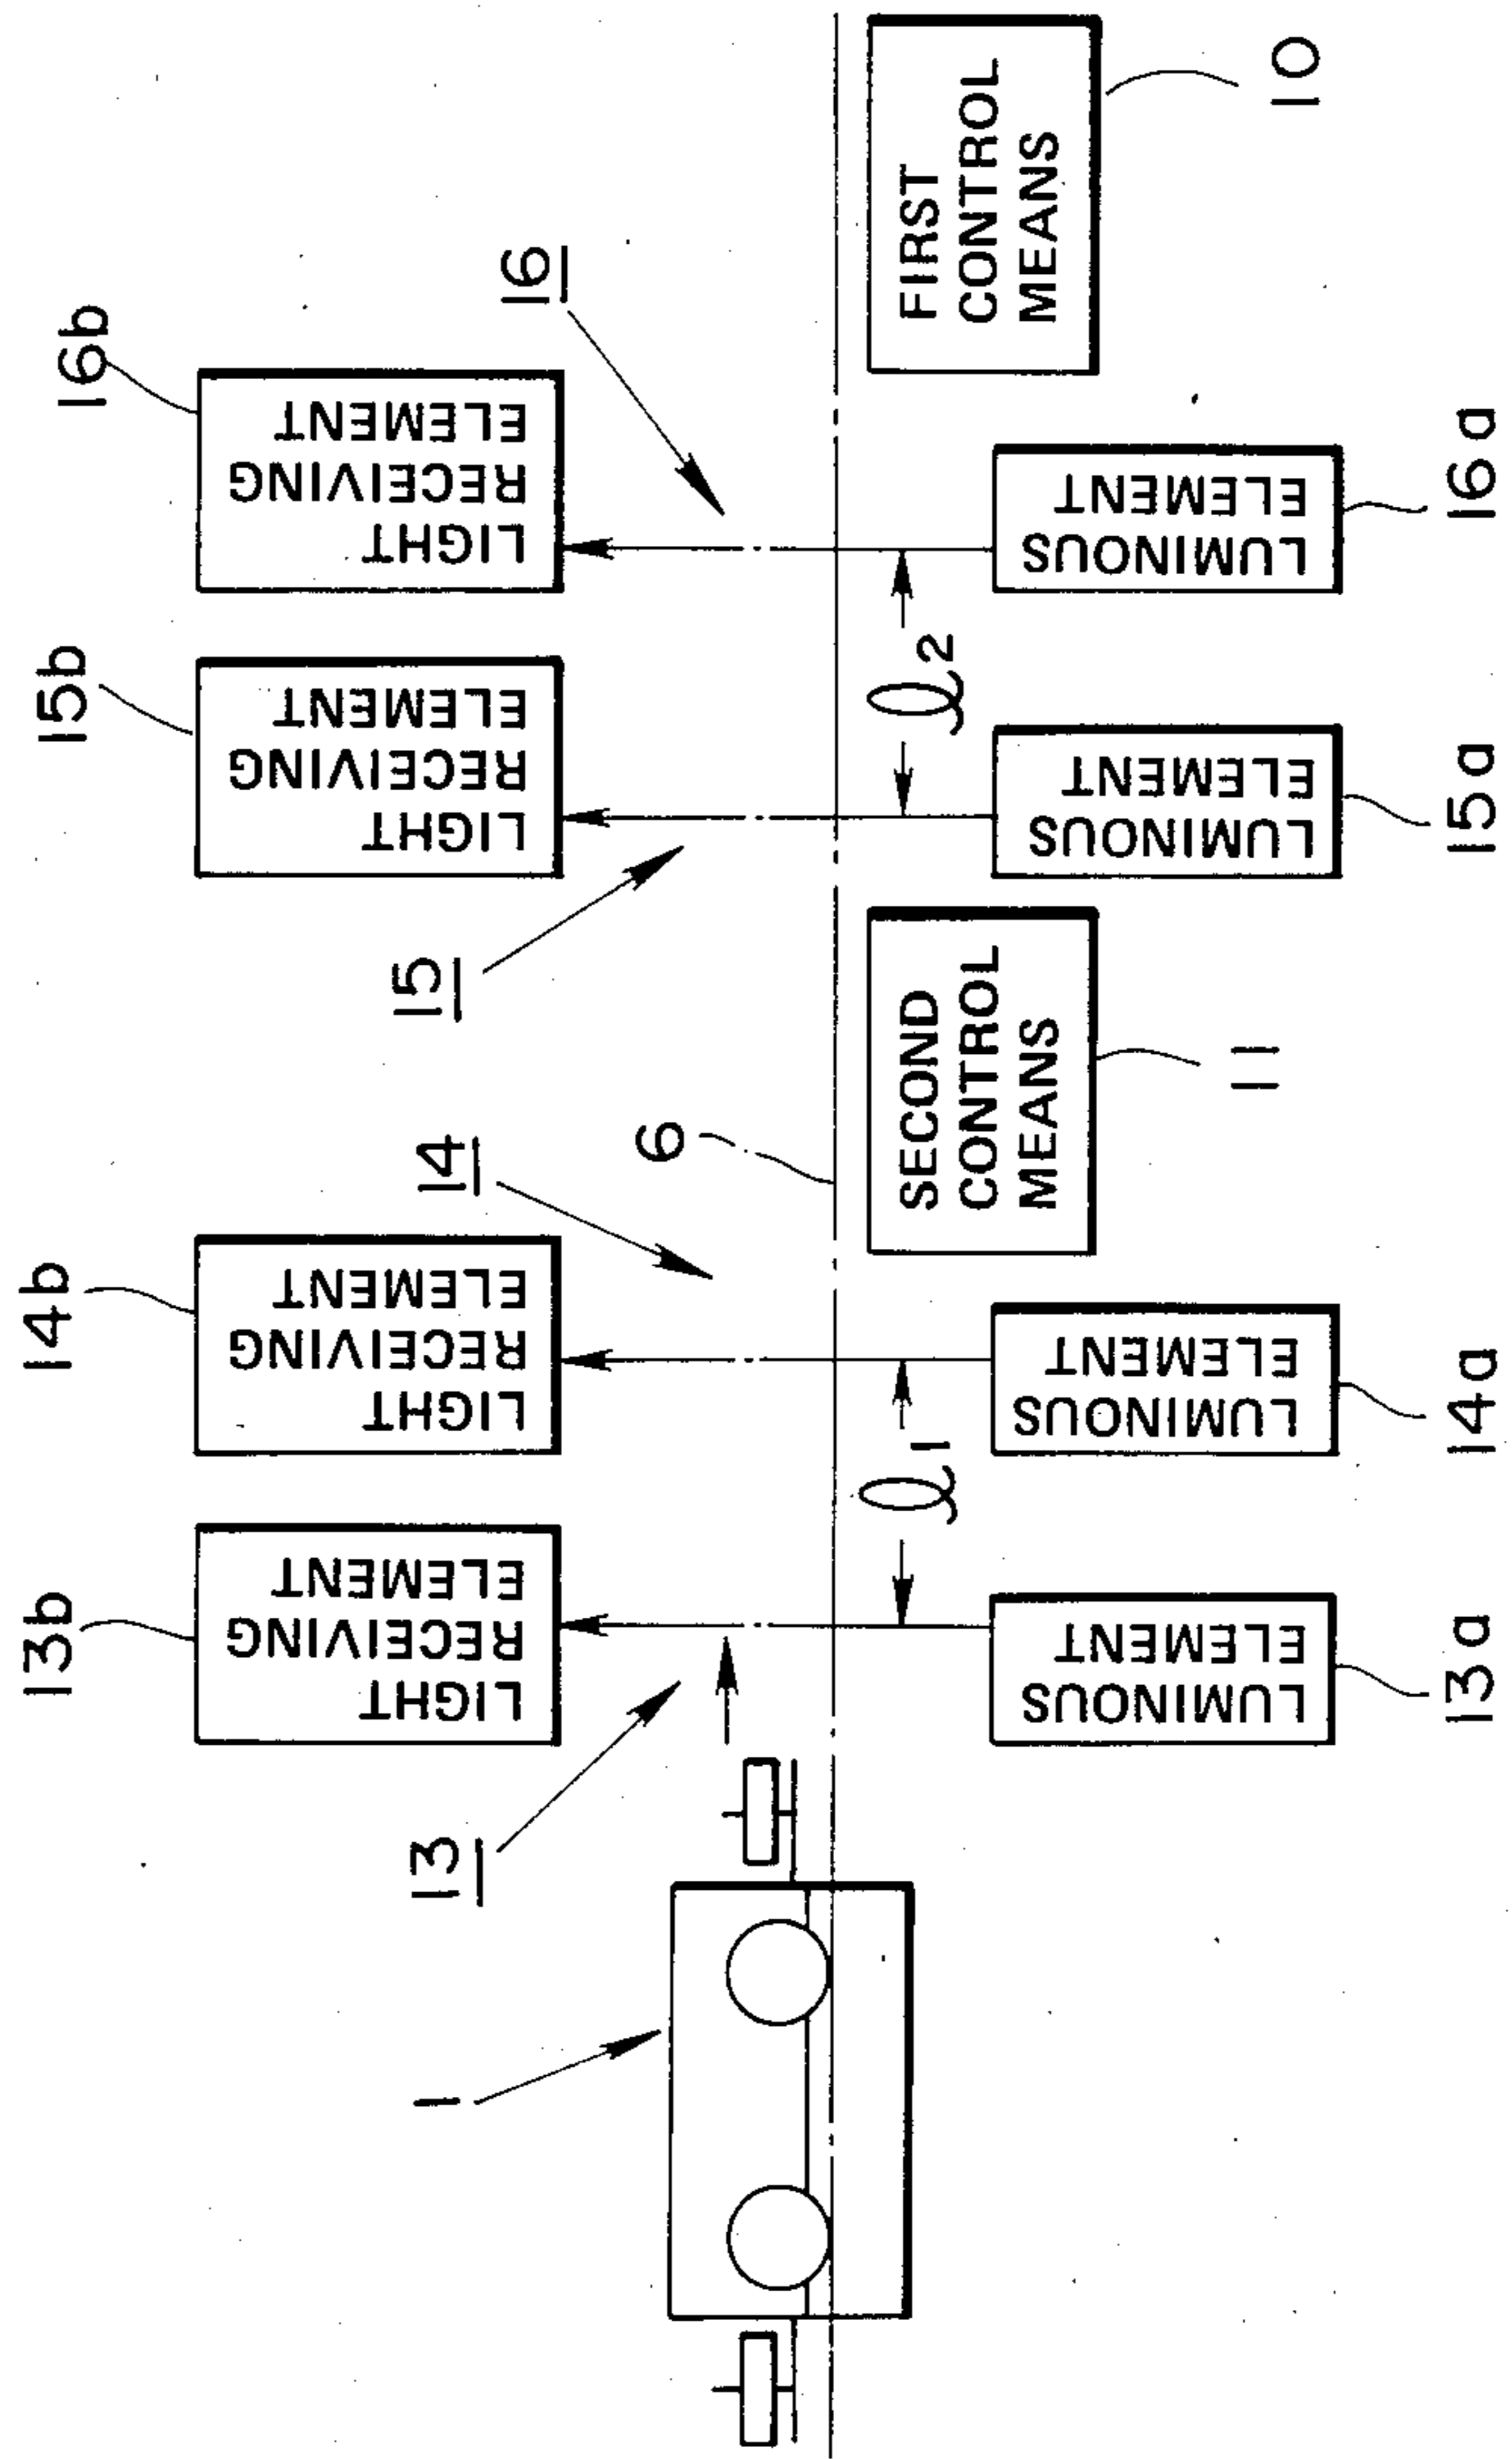 13b
14b
15b
16b
LIGHT
RECEIVING
ELEMENT
LIGHT
RECEIVING
ELEMENT
LIGHT
RECEIVING
ELEMENT
LIGHT
RECEIVING
ELEMENT
1
13
14
15
16
6
ℓ1
SECOND
CONTROL
MEANS
ℓ2
FIRST
CONTROL
MEANS
LUMINOUS
ELEMENT
LUMINOUS
ELEMENT
LUMINOUS
ELEMENT
LUMINOUS
ELEMENT
11
10
13a
14a
15a
16a